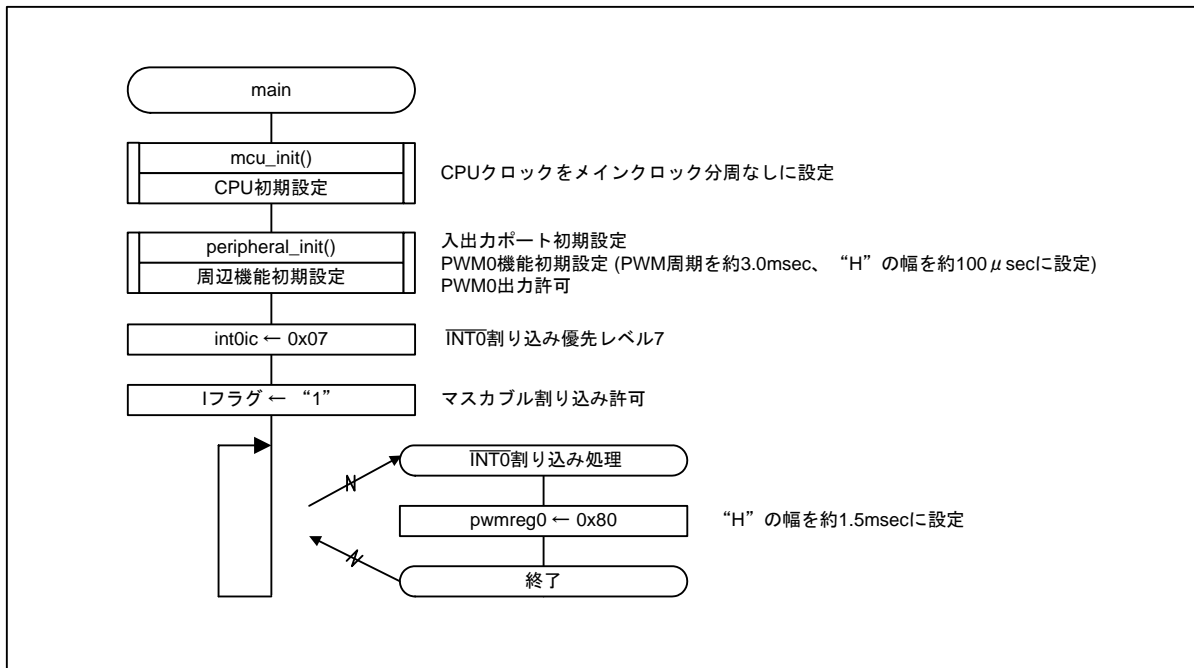 main
mcu_init()
CPU初期設定
CPUクロックをメインクロック分周なしに設定
peripheral_init()
周辺機能初期設定
入出力ポート初期設定
PWM0機能初期設定 (PWM周期を約3.0msec、“H”の幅を約100μsecに設定)
PWM0出力許可
int0ic ← 0x07
INT0割り込み優先レベル7
Iフラグ ← “1”
マスカブル割り込み許可
INT0割り込み処理
pwmreg0 ← 0x80
“H”の幅を約1.5msecに設定
終了